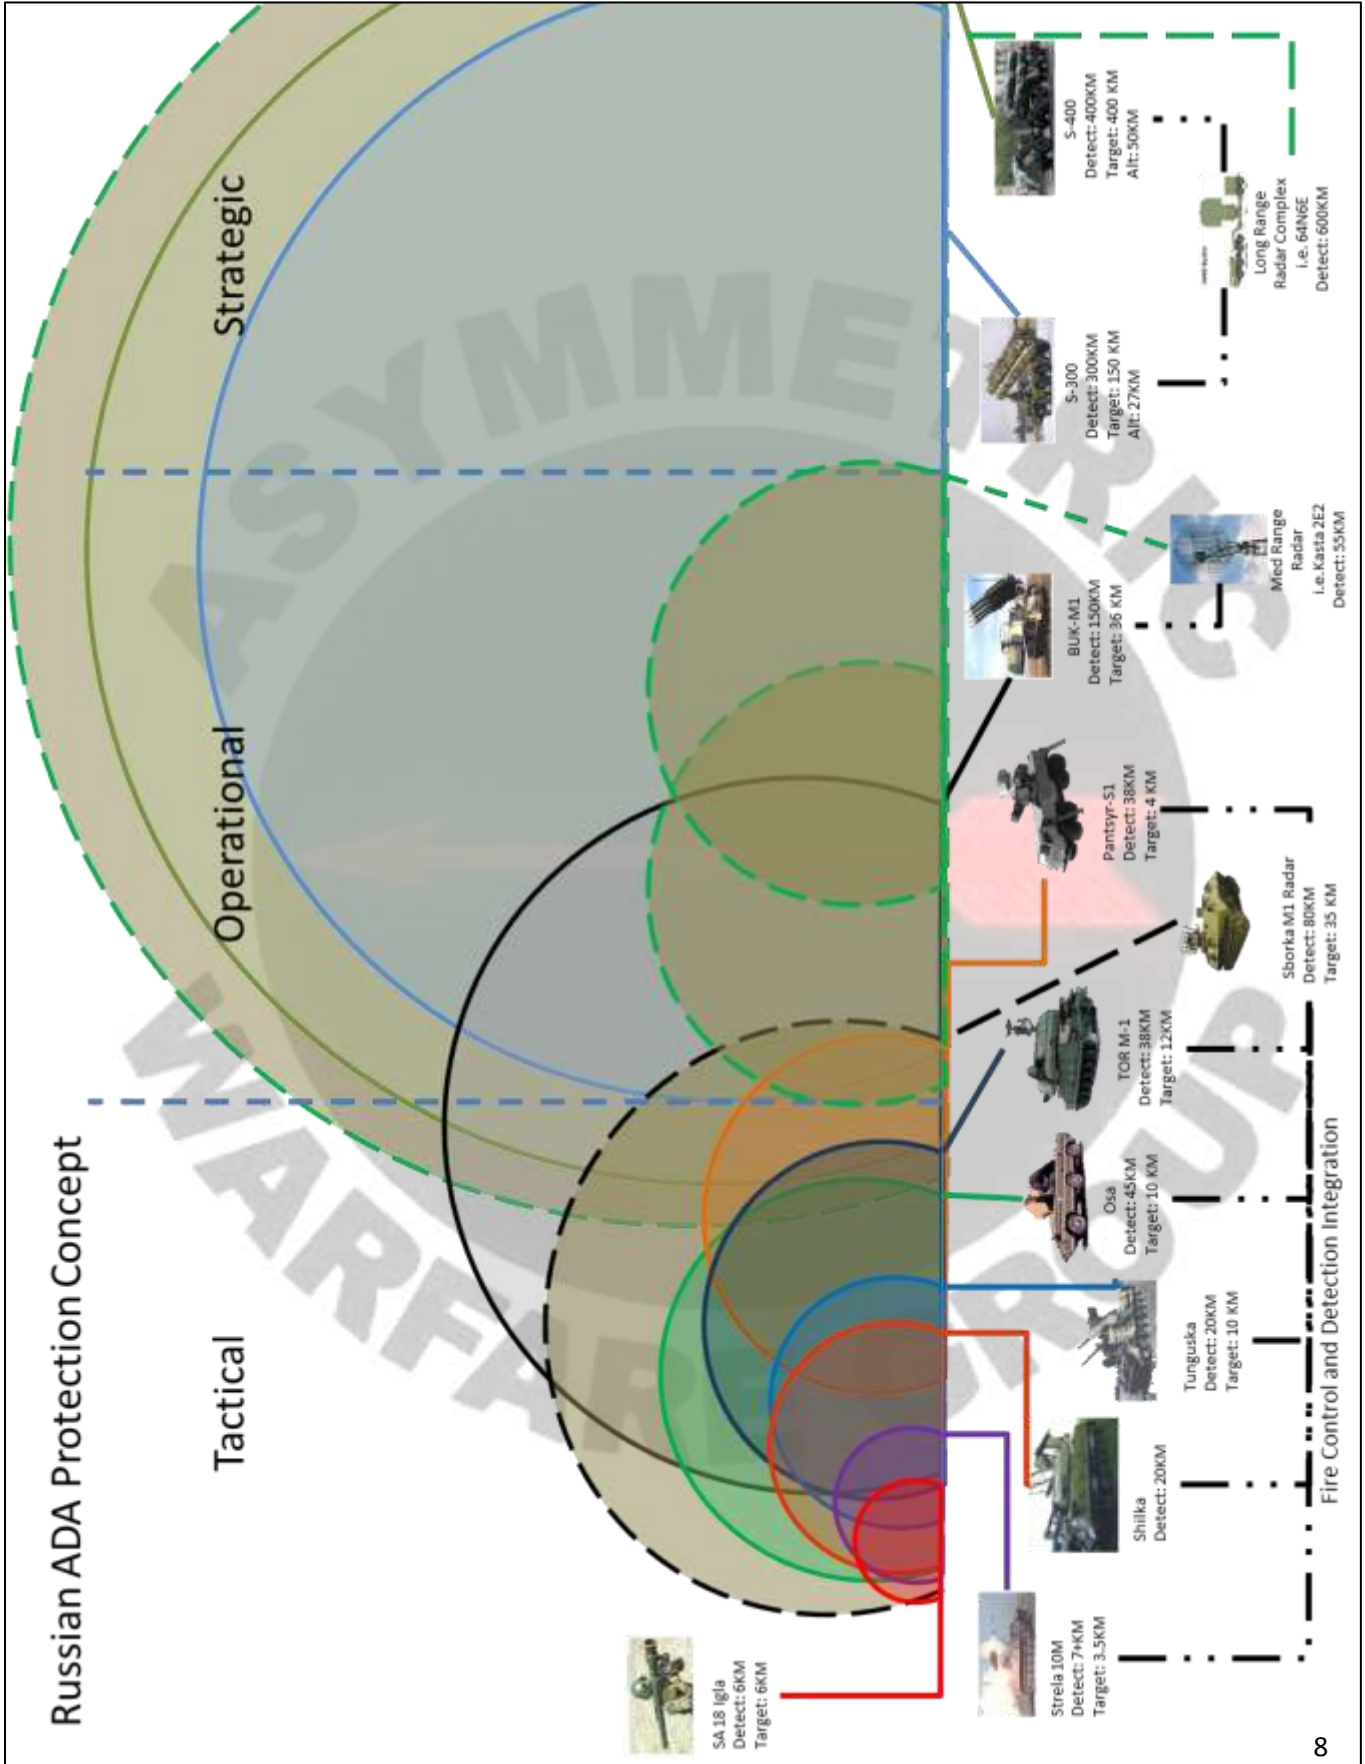 Russian ADA Protection Concept
Tactical
Operational
Strategic
ASYMMETRIC
WARFARE GROUP
SA 18 Igla
Detect: 6KM
Target: 6KM
Strela 10M
Detect: 7+KM
Target: 3.5KM
Shilka
Detect: 20KM
Tunguska
Detect: 20KM
Target: 10 KM
Osa
Detect: 45KM
Target: 10 KM
TOR M-1
Detect: 38KM
Target: 12KM
Sborka M1 Radar
Detect: 80KM
Target: 35 KM
Pantsyr-S1
Detect: 38KM
Target: 4 KM
BUK-M1
Detect: 150KM
Target: 36 KM
Med Range
Radar
i.e.Kasta 2E2
Detect: 55KM
S-300
Detect: 300KM
Target: 150 KM
Alt: 27KM
S-400
Detect: 400KM
Target: 400 KM
Alt: 50KM
Long Range
Radar Complex
i.e. 64N6E
Detect: 600KM
Fire Control and Detection Integration
8